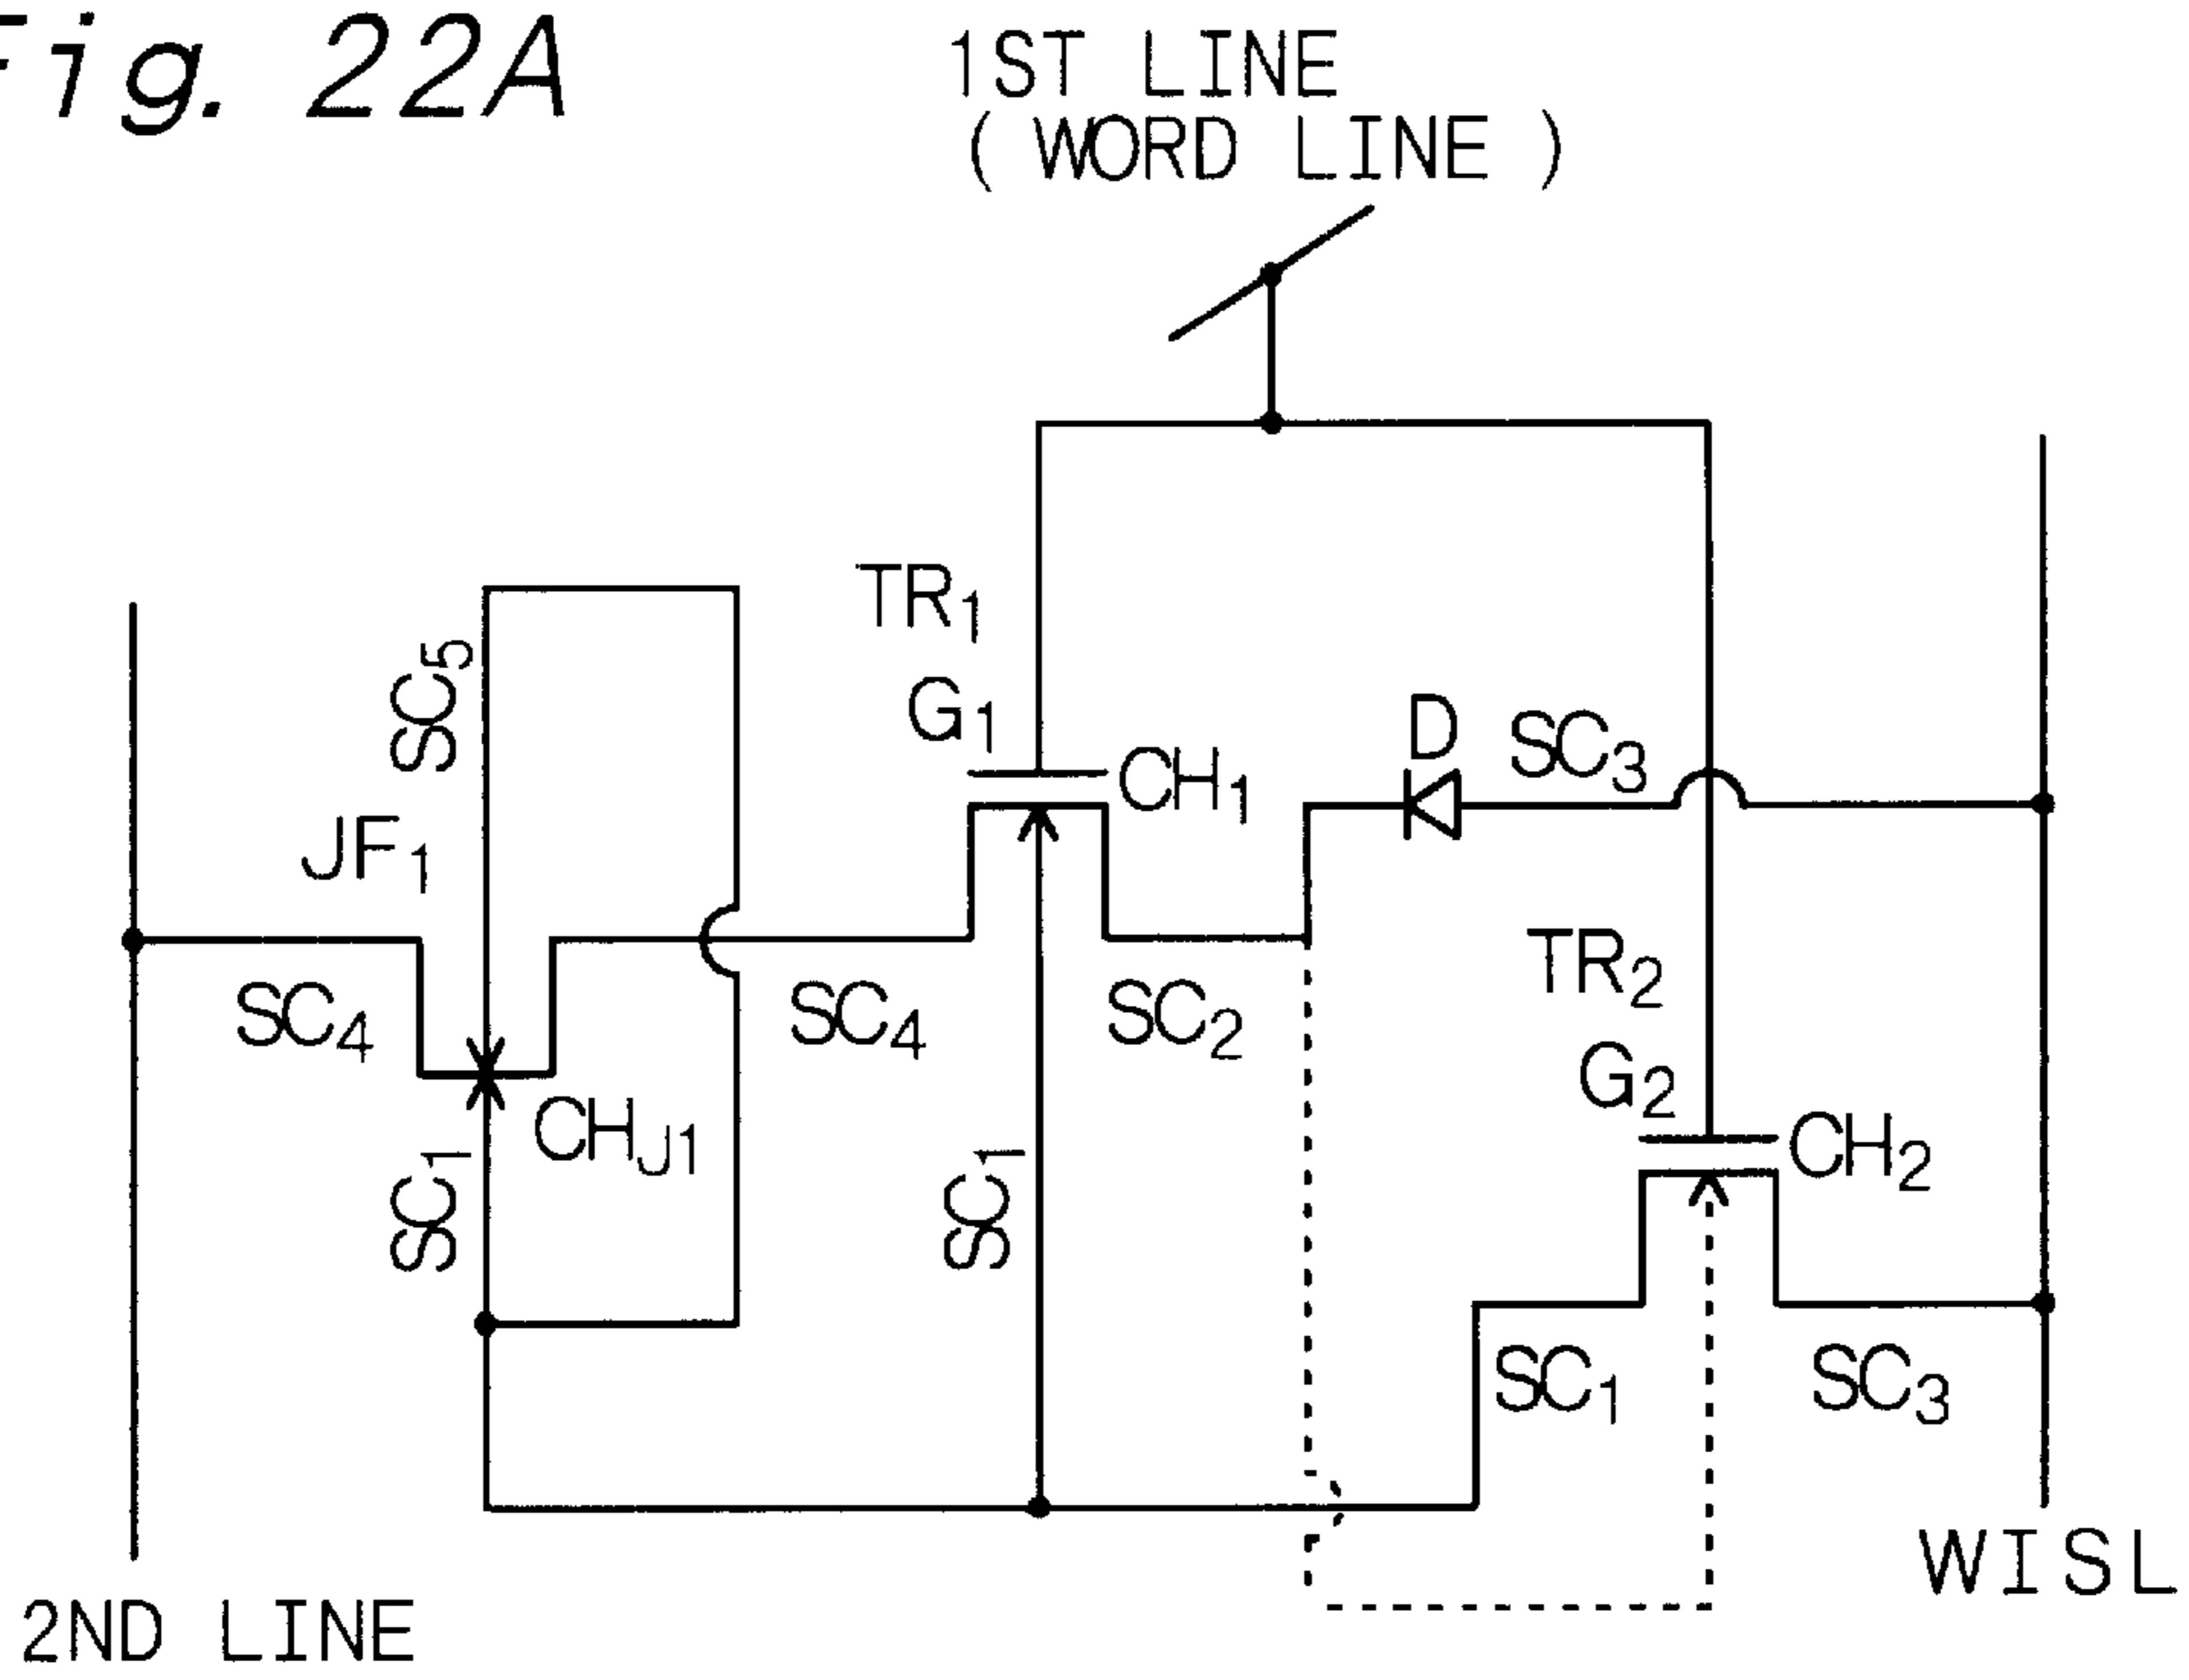 Fig. 22A
1ST LINE
( WORD LINE )
TR1
G1
CH1
D
SC3
SC5
JF1
SC4
SC4
SC2
TR2
G2
CH2
CHJ1
SC1
SC1
SC1
SC3
WISL
2ND LINE